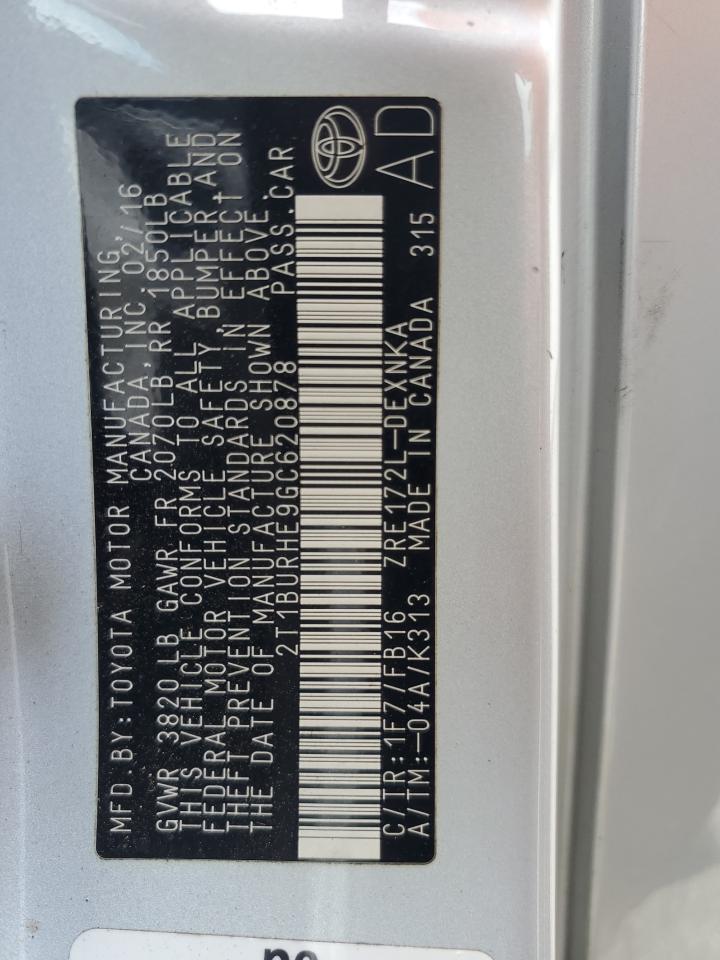 MFD.BY:TOYOTA MOTOR MANUFACTURING,
CANADA, INC. 02/16
GVWR 3820 LB GAWR FR 2070LB RR 1850LB
THIS VEHICLE CONFORMS TO ALL APPLICABLE
FEDERAL MOTOR VEHICLE SAFETY, BUMPER AND
THEFT PREVENTION STANDARDS IN EFFECT ON
THE DATE OF MANUFACTURE SHOWN ABOVE.
2T1BURHE9GC620878 PASS.CAR
C/TR:1F7/FB16 ZRE172L-DEXNKA
A/TM:-04A/K313 MADE IN CANADA 315
AD